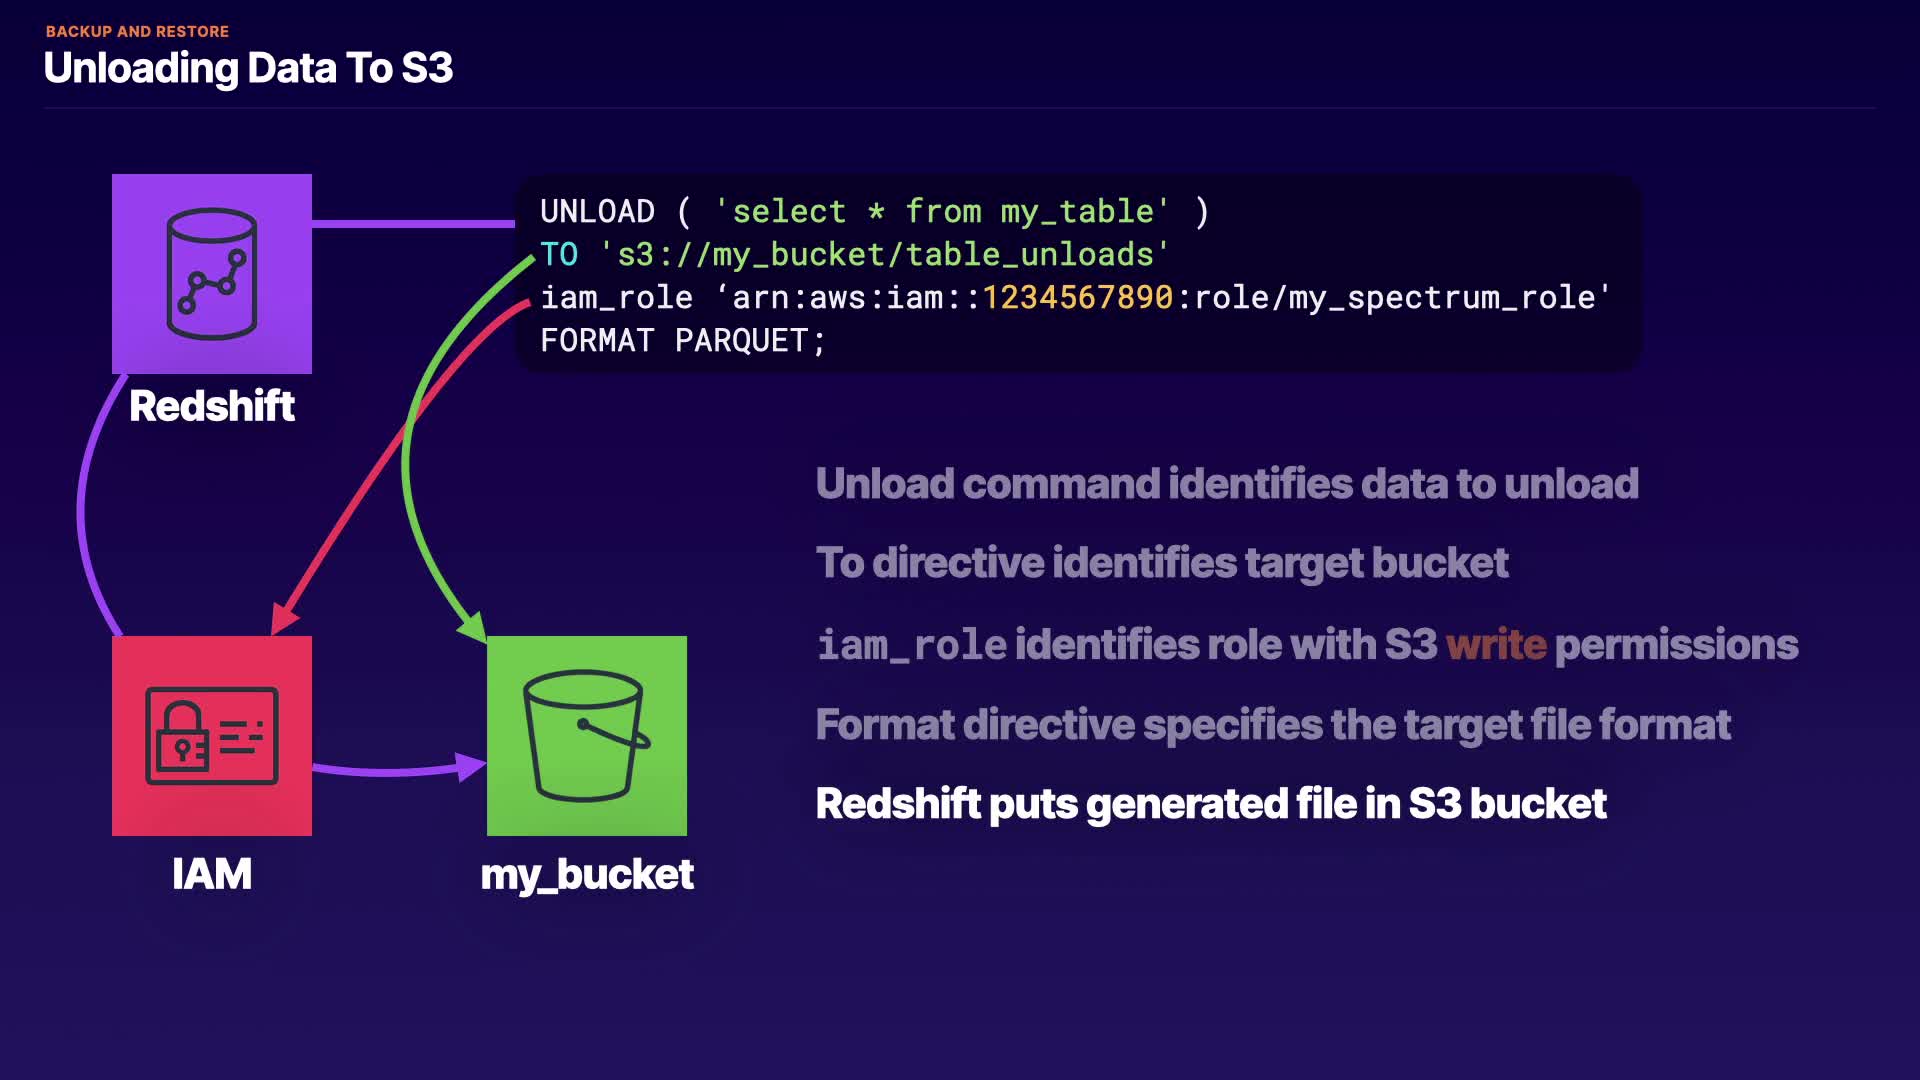 BACKUP AND RESTORE
Unloading Data To S3
UNLOAD ( 'select * from my_table' )
TO 's3://my_bucket/table_unloads'
iam_role ‘arn:aws:iam::1234567890:role/my_spectrum_role'
FORMAT PARQUET;
Redshift
Unload command identifies data to unload
To directive identifies target bucket
iam_role identifies role with S3 write permissions
Format directive specifies the target file format
Redshift puts generated file in S3 bucket
IAM
my_bucket